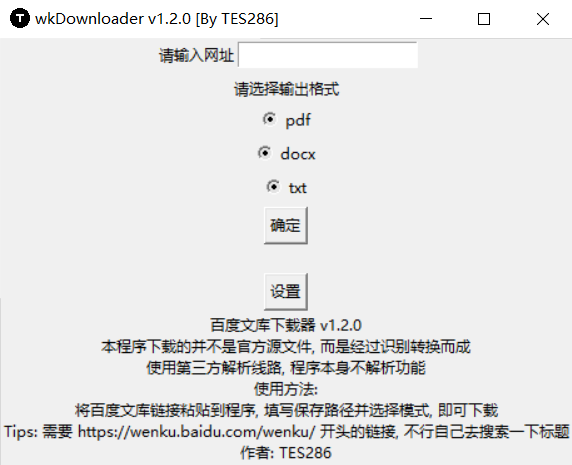 T wkDownloader v1.2.0 [By TES286]
请输入网址
请选择输出格式
pdf
docx
txt
确定
设置
百度文库下载器 v1.2.0
本程序下载的并不是官方源文件, 而是经过识别转换而成
使用第三方解析线路, 程序本身不解析功能
使用方法:
将百度文库链接粘贴到程序, 填写保存路径并选择模式, 即可下载
Tips: 需要 https://wenku.baidu.com/wenku/ 开头的链接, 不行自己去搜索一下标题
作者: TES286